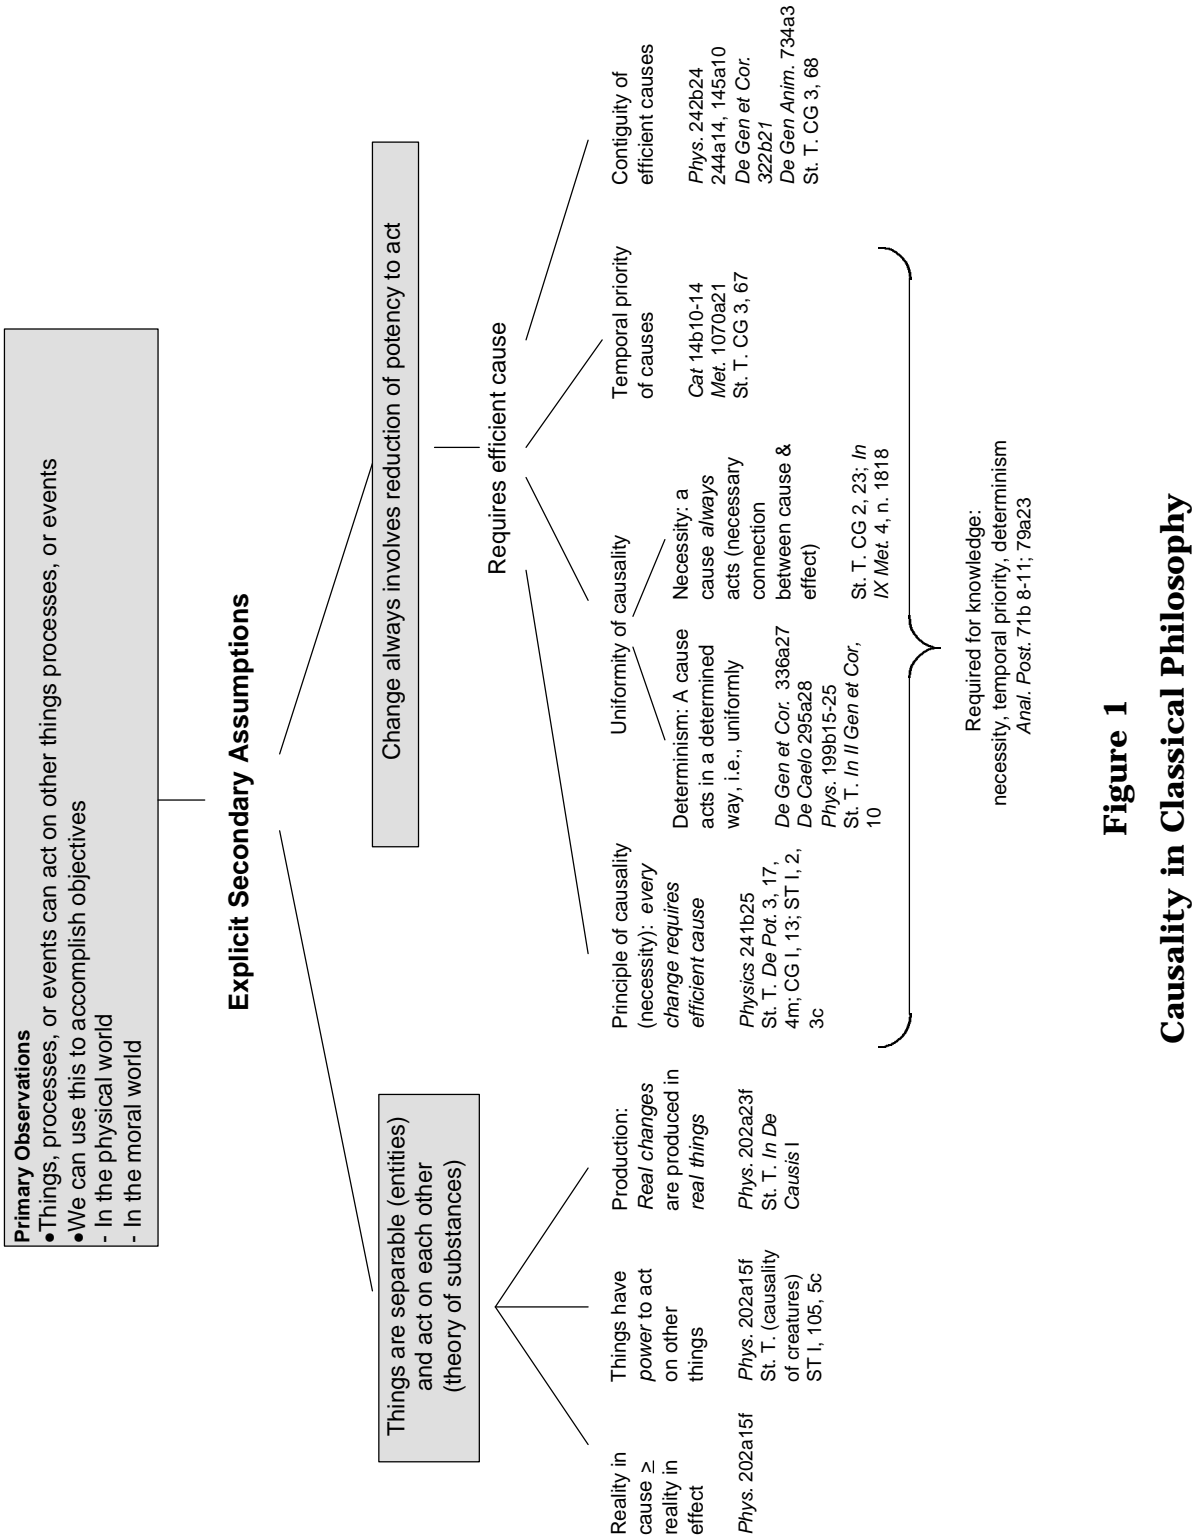 Primary Observations
•Things, processes, or events can act on other things processes, or events
•We can use this to accomplish objectives
- In the physical world
- In the moral world
Explicit Secondary Assumptions
Things are separable (entities)
and act on each other
(theory of substances)
Change always involves reduction of potency to act
Requires efficient cause
Reality in
cause ≥
reality in
effect
Phys. 202a15f
Things have
power to act
on other
things
Phys. 202a15f
St. T. (causality
of creatures)
ST I, 105, 5c
Production:
Real changes
are produced in
real things
Phys. 202a23f
St. T. In De
Causis I
Principle of causality
(necessity): every
change requires
efficient cause
Physics 241b25
St. T. De Pot. 3, 17,
4m; CG I, 13; ST I, 2,
3c
Uniformity of causality
Determinism: A cause
acts in a determined
way, i.e., uniformly
De Gen et Cor. 336a27
De Caelo 295a28
Phys. 199b15-25
St. T. In II Gen et Cor,
10
Necessity: a
cause always
acts (necessary
connection
between cause &
effect)
St. T. CG 2, 23; In
IX Met. 4, n. 1818
Temporal priority
of causes
Cat 14b10-14
Met. 1070a21
St. T. CG 3, 67
Contiguity of
efficient causes
Phys. 242b24
244a14, 145a10
De Gen et Cor.
322b21
De Gen Anim. 734a3
St. T. CG 3, 68
Required for knowledge:
necessity, temporal priority, determinism
Anal. Post. 71b 8-11; 79a23
Figure 1
Causality in Classical Philosophy